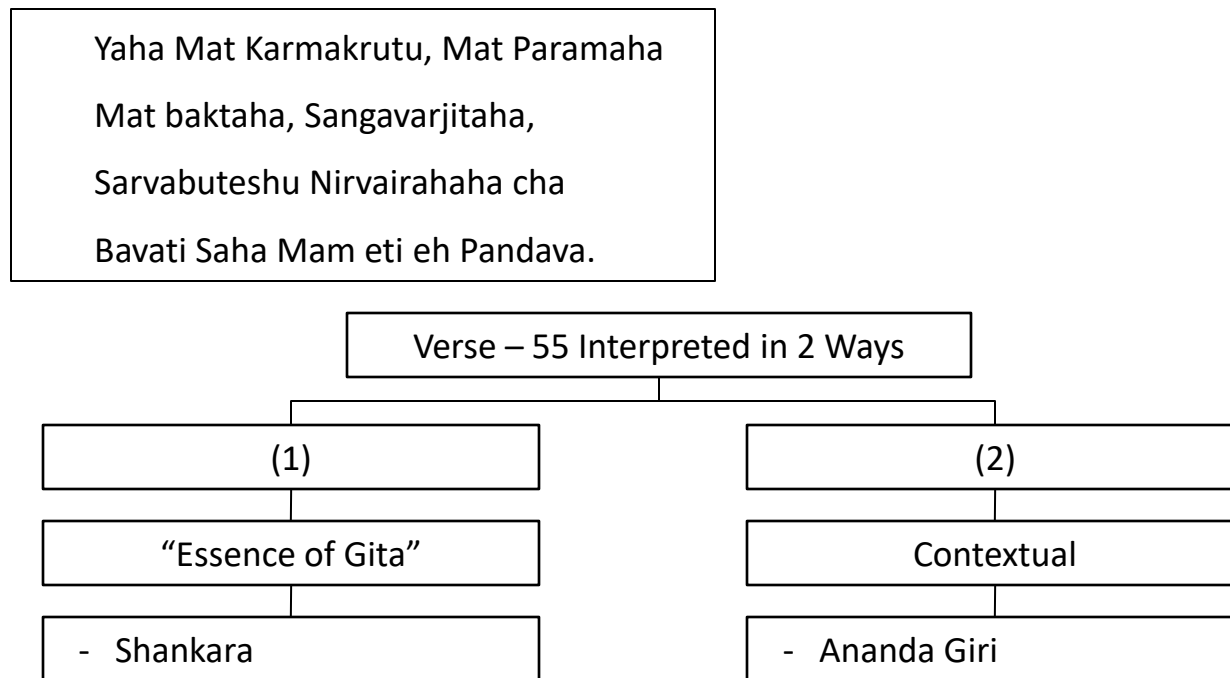 Yaha Mat Karmakrutu, Mat Paramaha
Mat baktaha, Sangavarjitaha,
Sarvabuteshu Nirvairahaha cha
Bavati Saha Mam eti eh Pandava.
Verse – 55 Interpreted in 2 Ways
(1)
(2)
“Essence of Gita”
Contextual
- Shankara
- Ananda Giri